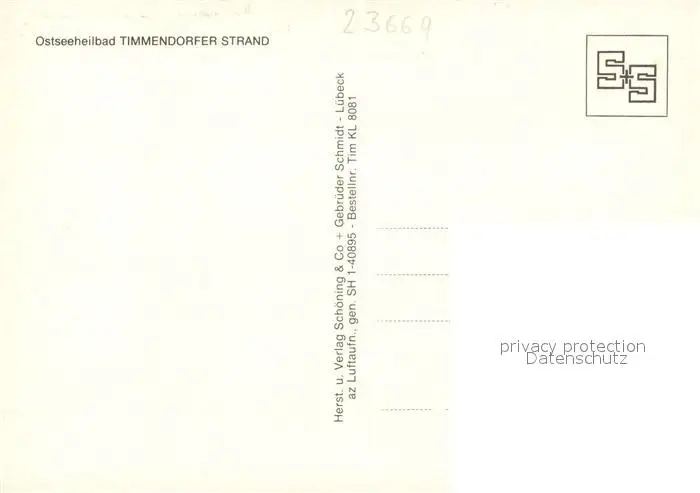 23669
Ostseeheilbad TIMMENDORFER STRAND
S+S
Herst. u. Verlag Schöning & Co + Gebrüder Schmidt - Lübeck
az Luftaufn., gen. SH 1-40895 - Bestellnr. Tim KL 8081
privacy protection
Datenschutz